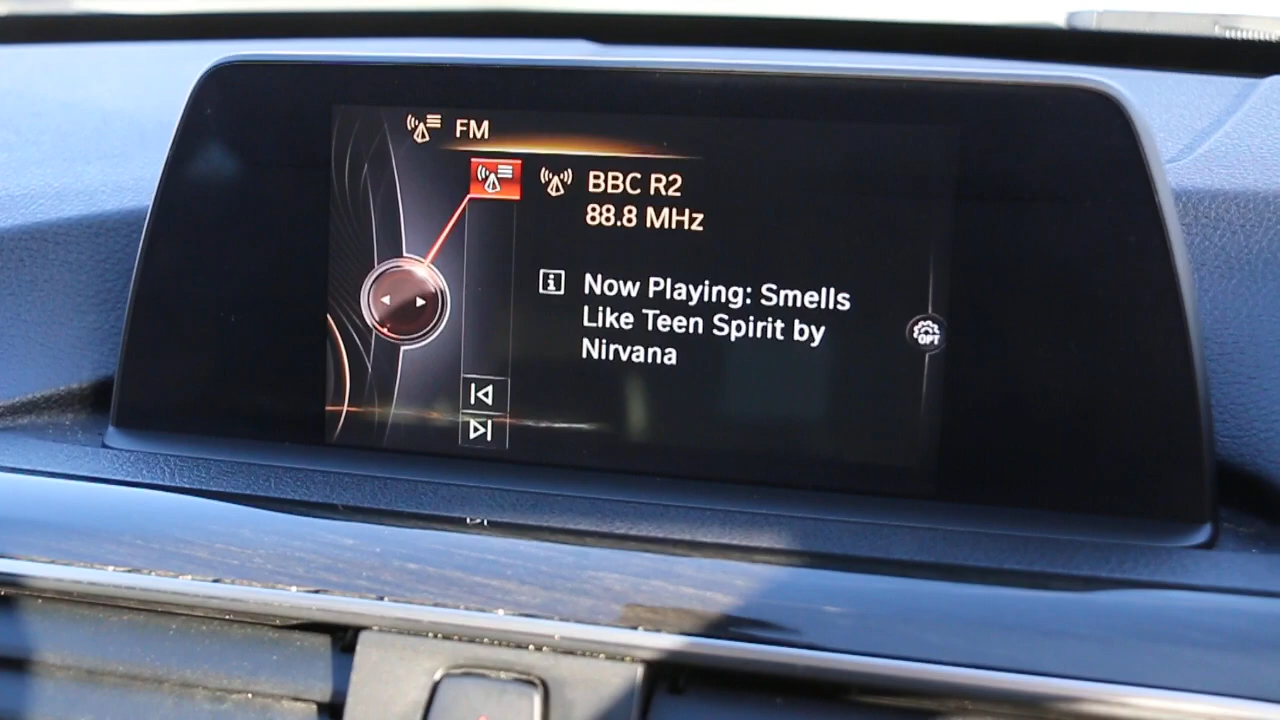 FM
BBC R2
88.8 MHz
Now Playing: Smells
Like Teen Spirit by
Nirvana
OPT